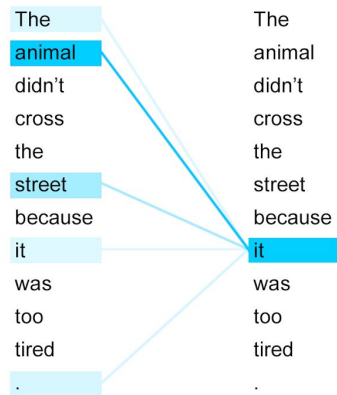 The
animal
didn't
cross
the
street
because
it
was
too
tired
.
The
animal
didn't
cross
the
street
because
it
was
too
tired
.